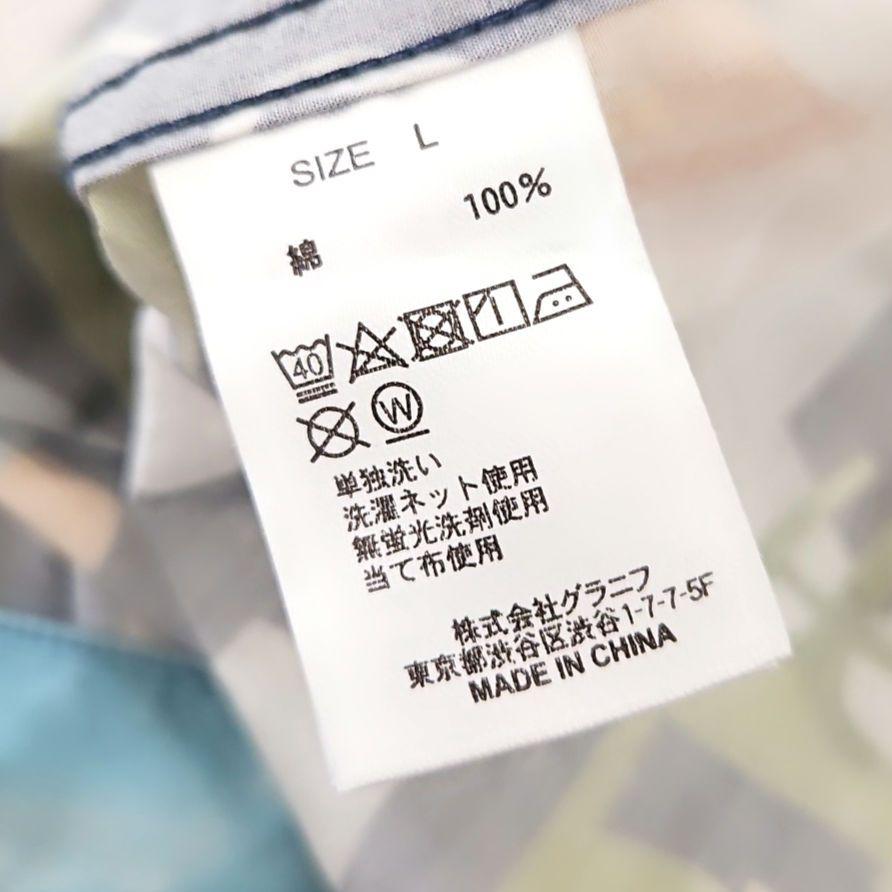 SIZE L
100%
綿
40
W
単独洗い
洗濯ネット使用
無蛍光洗剤使用
当て布使用
株式会社グラニフ
東京都渋谷区渋谷1-7-7-5F
MADE IN CHINA